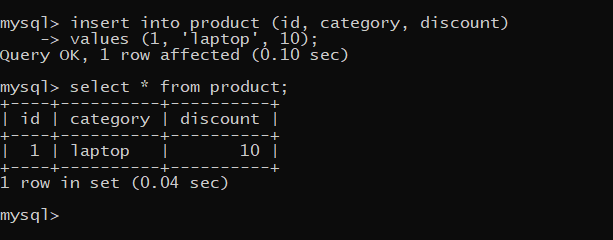 mysql> insert into product (id, category, discount)
    -> values (1, 'laptop', 10);
Query OK, 1 row affected (0.10 sec)
mysql> select * from product;
+----+----------+----------+
| id | category | discount |
+----+----------+----------+
|  1 | laptop   |       10 |
+----+----------+----------+
1 row in set (0.04 sec)
mysql>